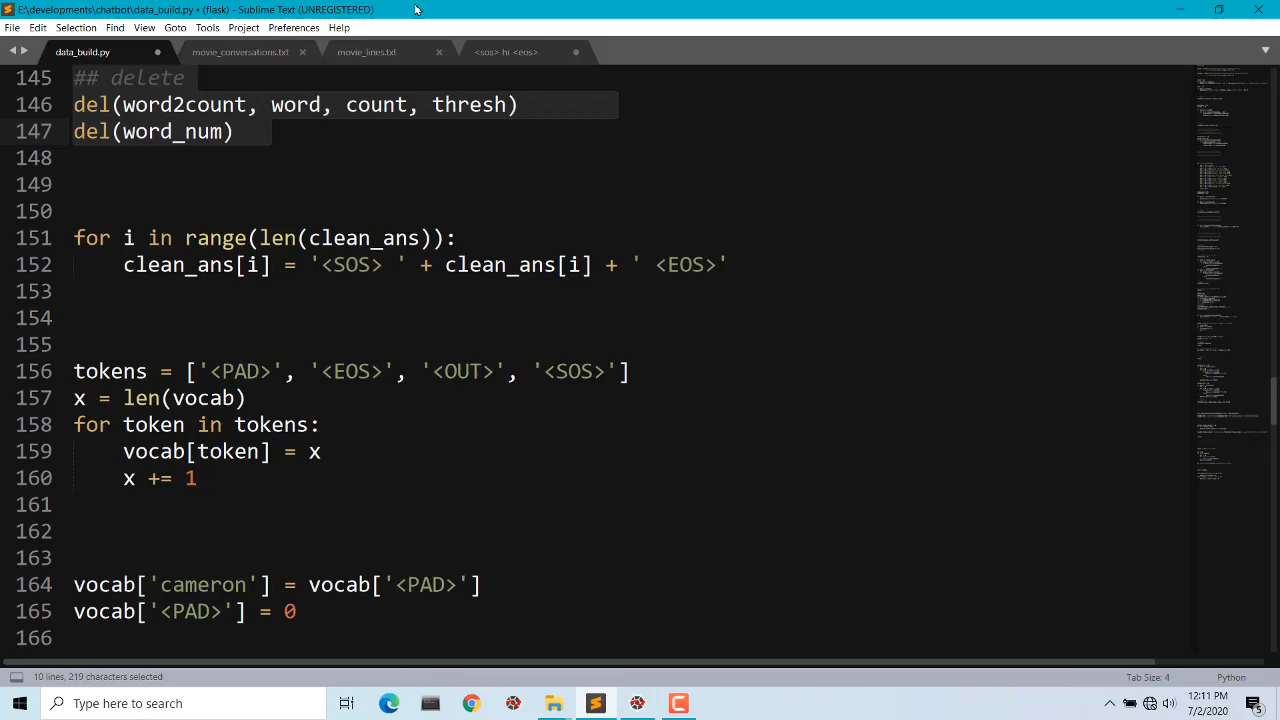 E:\developments\chatbot\data_build.py • (flask) - Sublime Text (UNREGISTERED)
File Edit Selection Find View Goto Tools Project Preferences Help
data_build.py movie_conversations.txt movie_lines.txt <sos> hi <eos>
145 ## delete
146 del(word2count, word, count, thresh)
147 del(word_num)
148
149
150
151 for i in range(len(clean_ans)):
152 clean_ans[i] = '<SOS> ' + clean_ans[i] + ' <EOS>'
153
154
155
156 tokens = ['<PAD>', '<EOS>', '<OUT>', '<SOS>']
157 x = len(vocab)
158 for token in tokens:
159 vocab[token] = x
160 x += 1
161
162
163
164 vocab['cameron'] = vocab['<PAD>']
165 vocab['<PAD>'] = 0
166
10 lines, 219 characters selected Tab Size: 4 Python
Type here to search
12:11 PM
7/2/2020
5